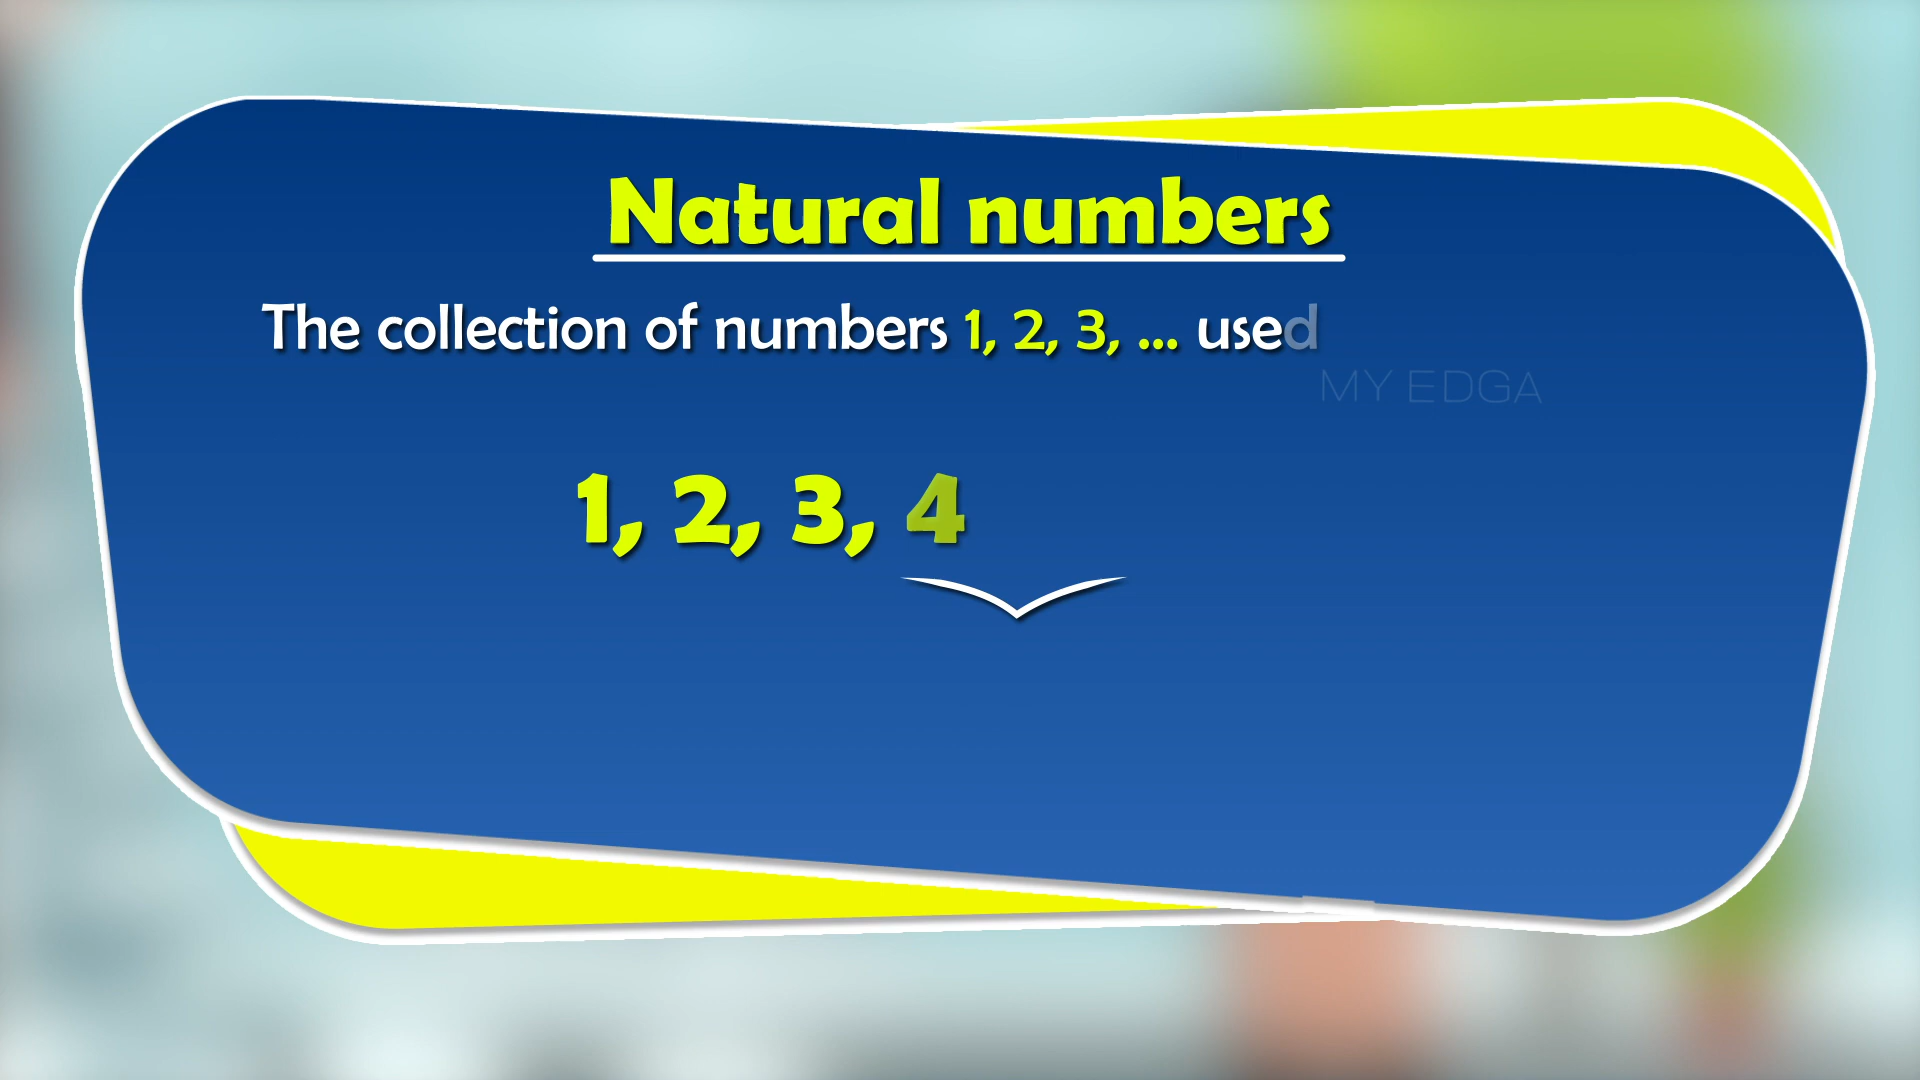 Natural numbers
The collection of numbers 1, 2, 3, ... used
MY EDGA
1, 2, 3, 4